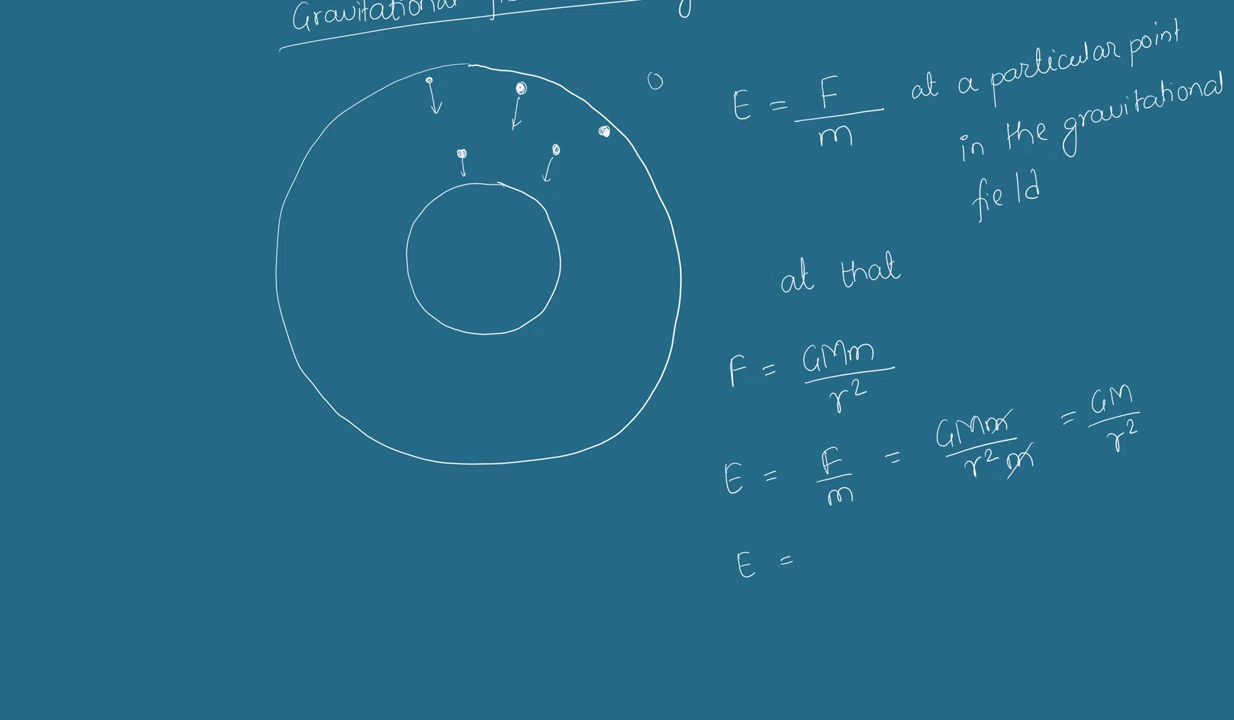 Gravitational
E = F/m at a particular point
in the gravitational
field
at that
F = GMm/r²
E = F/m = GMm/r²m = GM/r²
E =